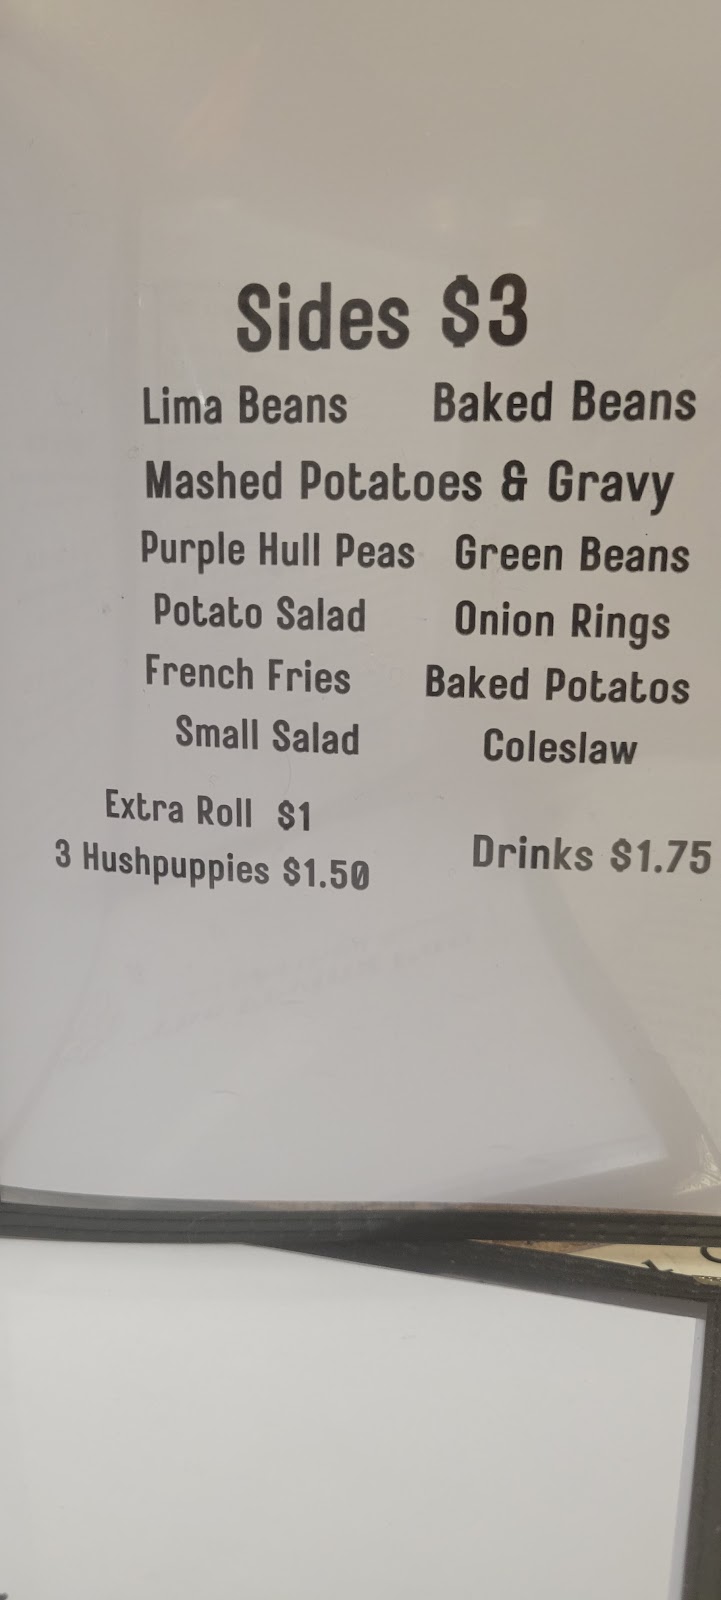 Sides $3
Lima Beans Baked Beans
Mashed Potatoes & Gravy
Purple Hull Peas Green Beans
Potato Salad Onion Rings
French Fries Baked Potatos
Small Salad Coleslaw
Extra Roll $1
3 Hushpuppies $1.50 Drinks $1.75